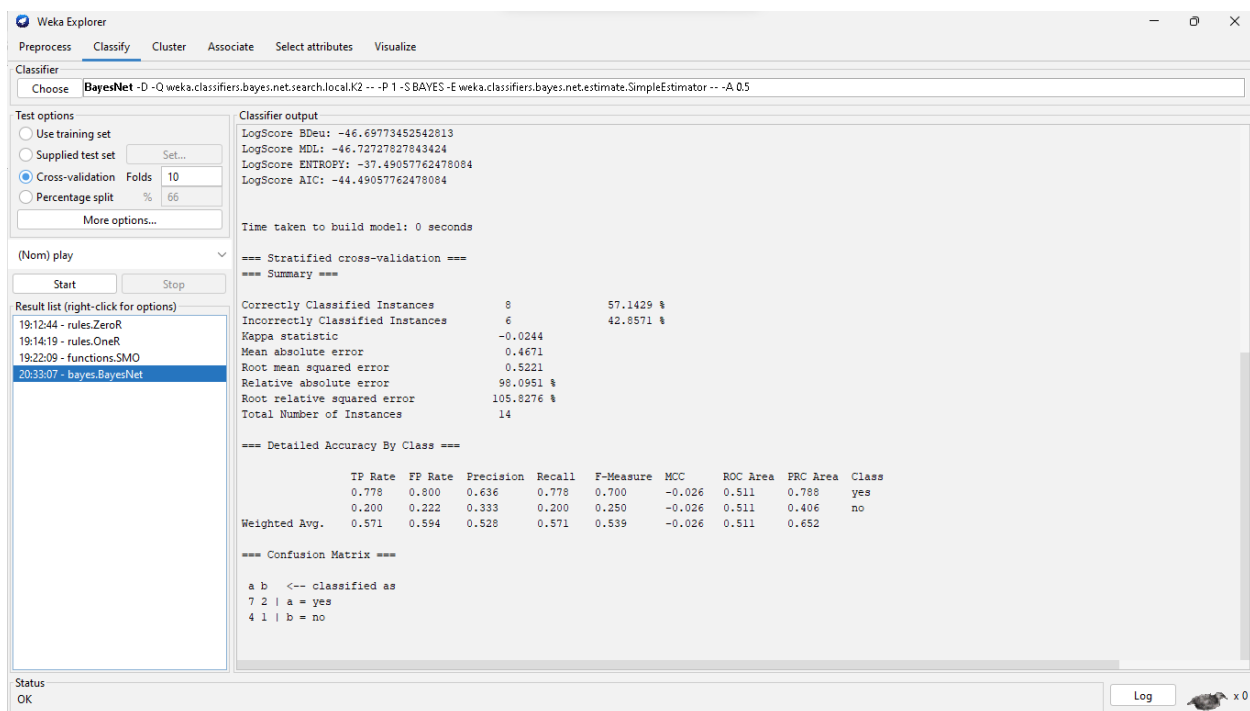 Weka Explorer
Preprocess Classify Cluster Associate Select attributes Visualize
Classifier
Choose BayesNet -D -Q weka.classifiers.bayes.net.search.local.K2 -- -P 1 -S BAYES -E weka.classifiers.bayes.net.estimate.SimpleEstimator -- -A 0.5
Test options
Use training set
Supplied test set Set...
Cross-validation Folds 10
Percentage split % 66
More options...
(Nom) play
Start Stop
Result list (right-click for options)
19:12:44 - rules.ZeroR
19:14:19 - rules.OneR
19:22:09 - functions.SMO
20:33:07 - bayes.BayesNet
Classifier output
LogScore BDeu: -46.69773452542813
LogScore MDL: -46.72727827843424
LogScore ENTROPY: -37.49057762478084
LogScore AIC: -44.49057762478084
Time taken to build model: 0 seconds
=== Stratified cross-validation ===
=== Summary ===
Correctly Classified Instances 8 57.1429 %
Incorrectly Classified Instances 6 42.8571 %
Kappa statistic -0.0244
Mean absolute error 0.4671
Root mean squared error 0.5221
Relative absolute error 98.0951 %
Root relative squared error 105.8276 %
Total Number of Instances 14
=== Detailed Accuracy By Class ===
TP Rate FP Rate Precision Recall F-Measure MCC ROC Area PRC Area Class
0.778 0.800 0.636 0.778 0.700 -0.026 0.511 0.788 yes
0.200 0.222 0.333 0.200 0.250 -0.026 0.511 0.406 no
Weighted Avg. 0.571 0.594 0.528 0.571 0.539 -0.026 0.511 0.652
=== Confusion Matrix ===
a b <-- classified as
7 2 | a = yes
4 1 | b = no
Status
OK
Log x 0